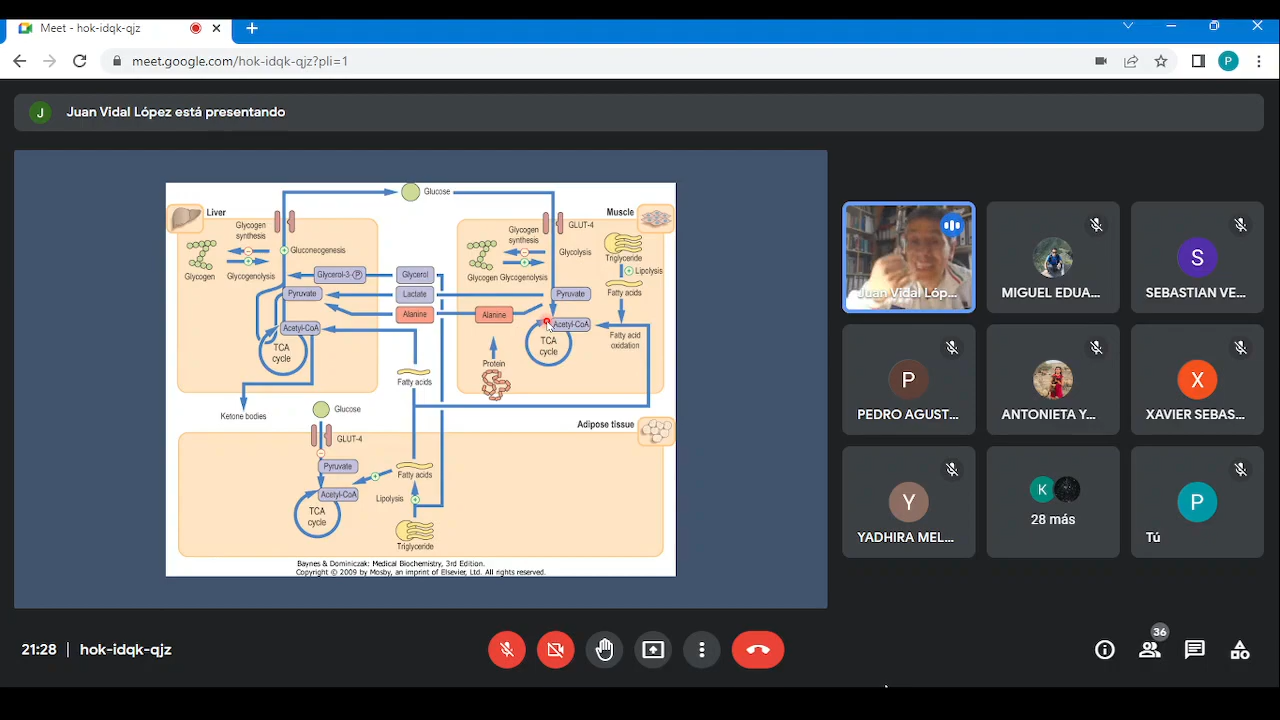 Meet - hok-idqk-qjz
meet.google.com/hok-idqk-qjz?pli=1
P
J
Juan Vidal López está presentando
Glucose
Liver
Muscle
Glycogen
synthesis
Gluconeogenesis
Glycogen
Glycogenolysis
Glycerol-3-P
Glycerol
Pyruvate
Lactate
Alanine
Acetyl-CoA
TCA
cycle
Ketone bodies
Glycogen
synthesis
GLUT-4
Glycolysis
Triglyceride
Lipolysis
Glycogen Glycogenolysis
Fatty acids
Pyruvate
Alanine
Acetyl-CoA
TCA
cycle
Fatty acid
oxidation
Protein
Fatty acids
Glucose
GLUT-4
Adipose tissue
Pyruvate
Fatty acids
Acetyl-CoA
Lipolysis
TCA
cycle
Triglyceride
Baynes & Dominiczak: Medical Biochemistry, 3rd Edition.
Copyright © 2009 by Mosby, an imprint of Elsevier, Ltd. All rights reserved.
Juan Vidal Lóp...
MIGUEL EDUA...
S
SEBASTIAN VE...
P
PEDRO AGUST...
ANTONIETA Y...
X
XAVIER SEBAS...
Y
YADHIRA MEL...
K
28 más
P
Tú
21:28 | hok-idqk-qjz
36